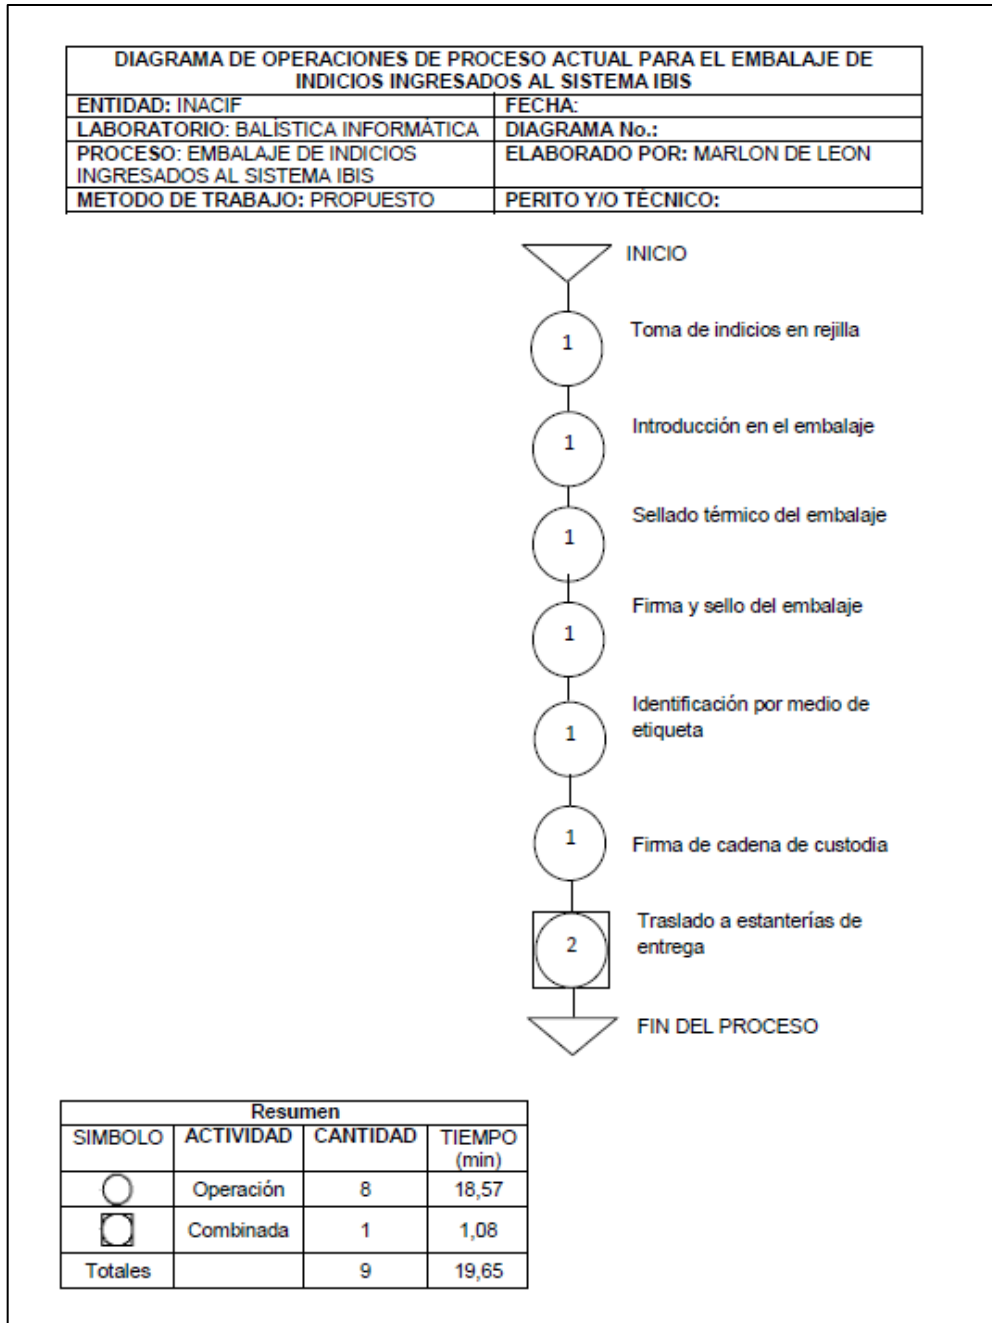 DIAGRAMA DE OPERACIONES DE PROCESO ACTUAL PARA EL EMBALAJE DE
INDICIOS INGRESADOS AL SISTEMA IBIS
ENTIDAD: INACIF
FECHA:
LABORATORIO: BALÍSTICA INFORMÁTICA
DIAGRAMA No.:
PROCESO: EMBALAJE DE INDICIOS
INGRESADOS AL SISTEMA IBIS
ELABORADO POR: MARLON DE LEON
METODO DE TRABAJO: PROPUESTO
PERITO Y/O TÉCNICO:
INICIO
1
Toma de indicios en rejilla
1
Introducción en el embalaje
1
Sellado térmico del embalaje
1
Firma y sello del embalaje
1
Identificación por medio de
etiqueta
1
Firma de cadena de custodia
2
Traslado a estanterías de
entrega
FIN DEL PROCESO
Resumen
SIMBOLO ACTIVIDAD CANTIDAD TIEMPO
(min)
Operación 8 18,57
Combinada 1 1,08
Totales 9 19,65